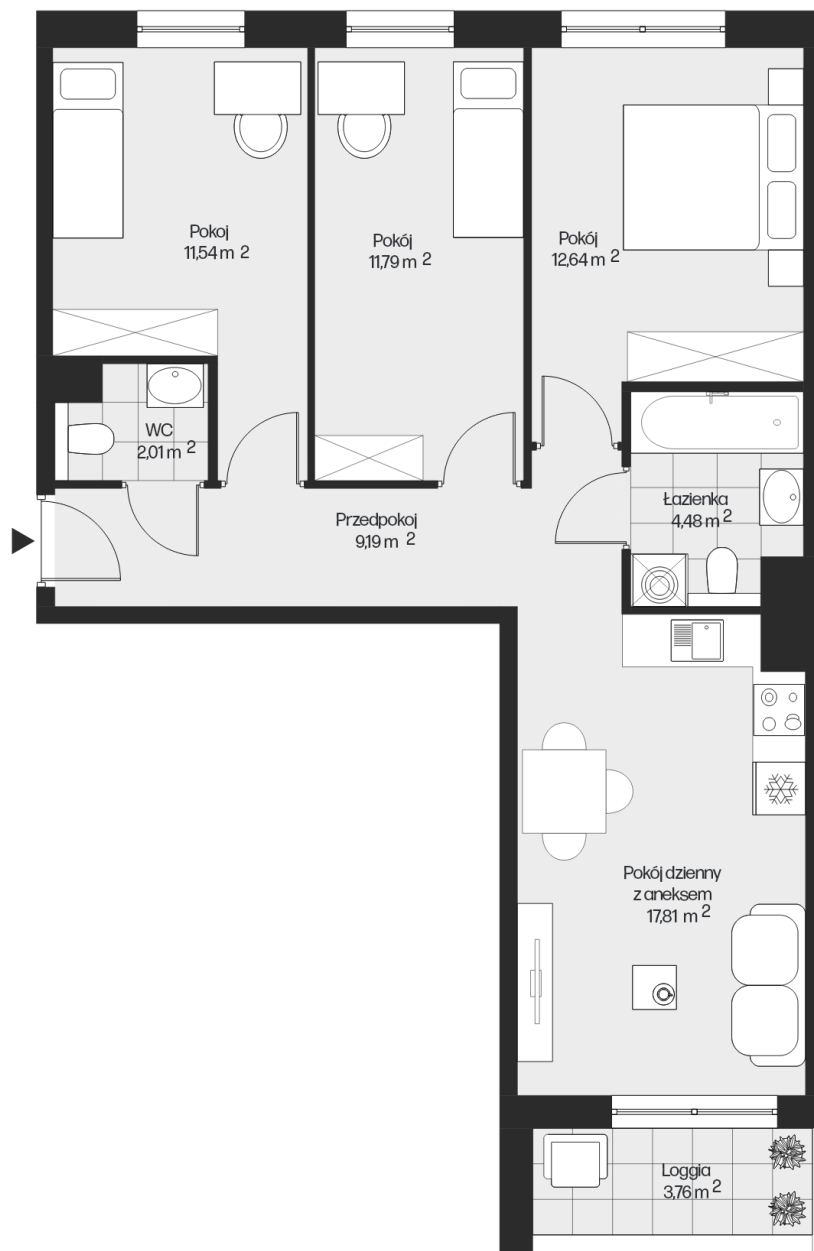 Pokoj
11,54 m 2
Pokój
11,79 m 2
Pokój
12,64 m 2
WC
2,01 m 2
Przedpokoj
9,19 m 2
Łazienka
4,48 m 2
Pokój dzienny
z aneksem
17,81 m 2
Loggia
3,76 m 2